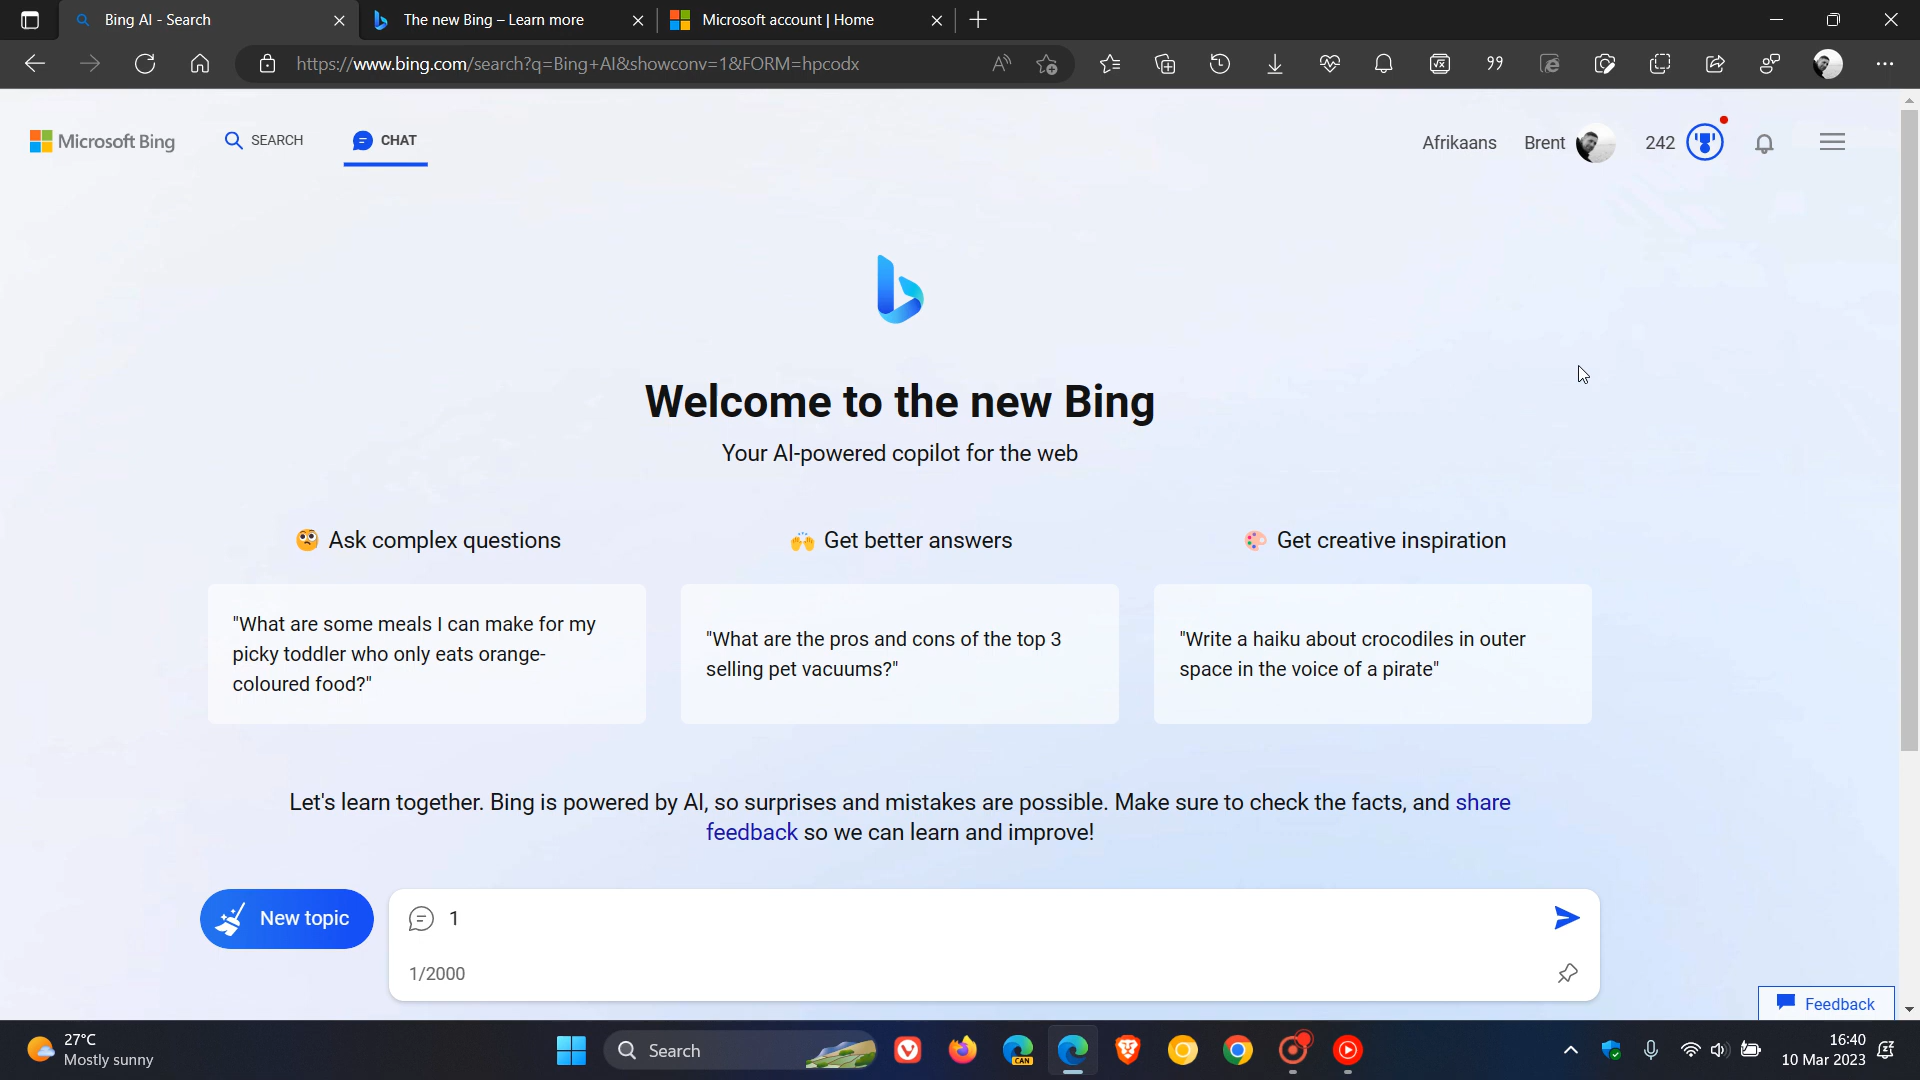 Bing AI - Search
The new Bing – Learn more
Microsoft account | Home
https://www.bing.com/search?q=Bing+AI&showconv=1&FORM=hpcodx
Microsoft Bing
SEARCH
CHAT
Afrikaans
Brent
242
Welcome to the new Bing
Your AI-powered copilot for the web
Ask complex questions
Get better answers
Get creative inspiration
"What are some meals I can make for my
picky toddler who only eats orange-
coloured food?"
"What are the pros and cons of the top 3
selling pet vacuums?"
"Write a haiku about crocodiles in outer
space in the voice of a pirate"
Let's learn together. Bing is powered by AI, so surprises and mistakes are possible. Make sure to check the facts, and share
feedback so we can learn and improve!
New topic
1
1/2000
Feedback
27°C
Mostly sunny
Search
CAN
16:40
10 Mar 2023